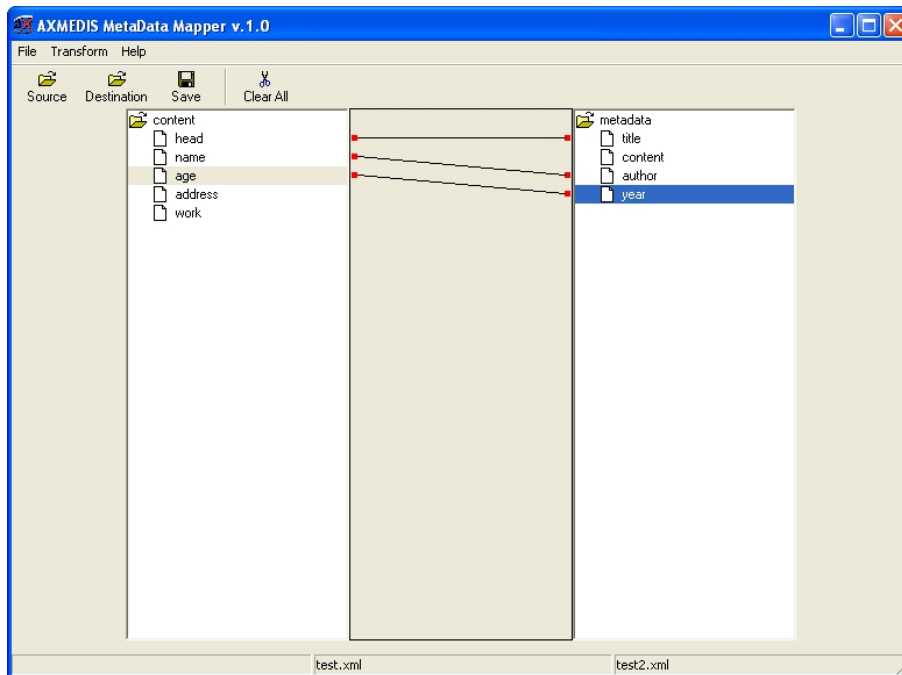 AXMEDIS MetaData Mapper v.1.0
File Transform Help
Source Destination Save Clear All
content
head
name
age
address
work
metadata
title
content
author
year
test.xml
test2.xml